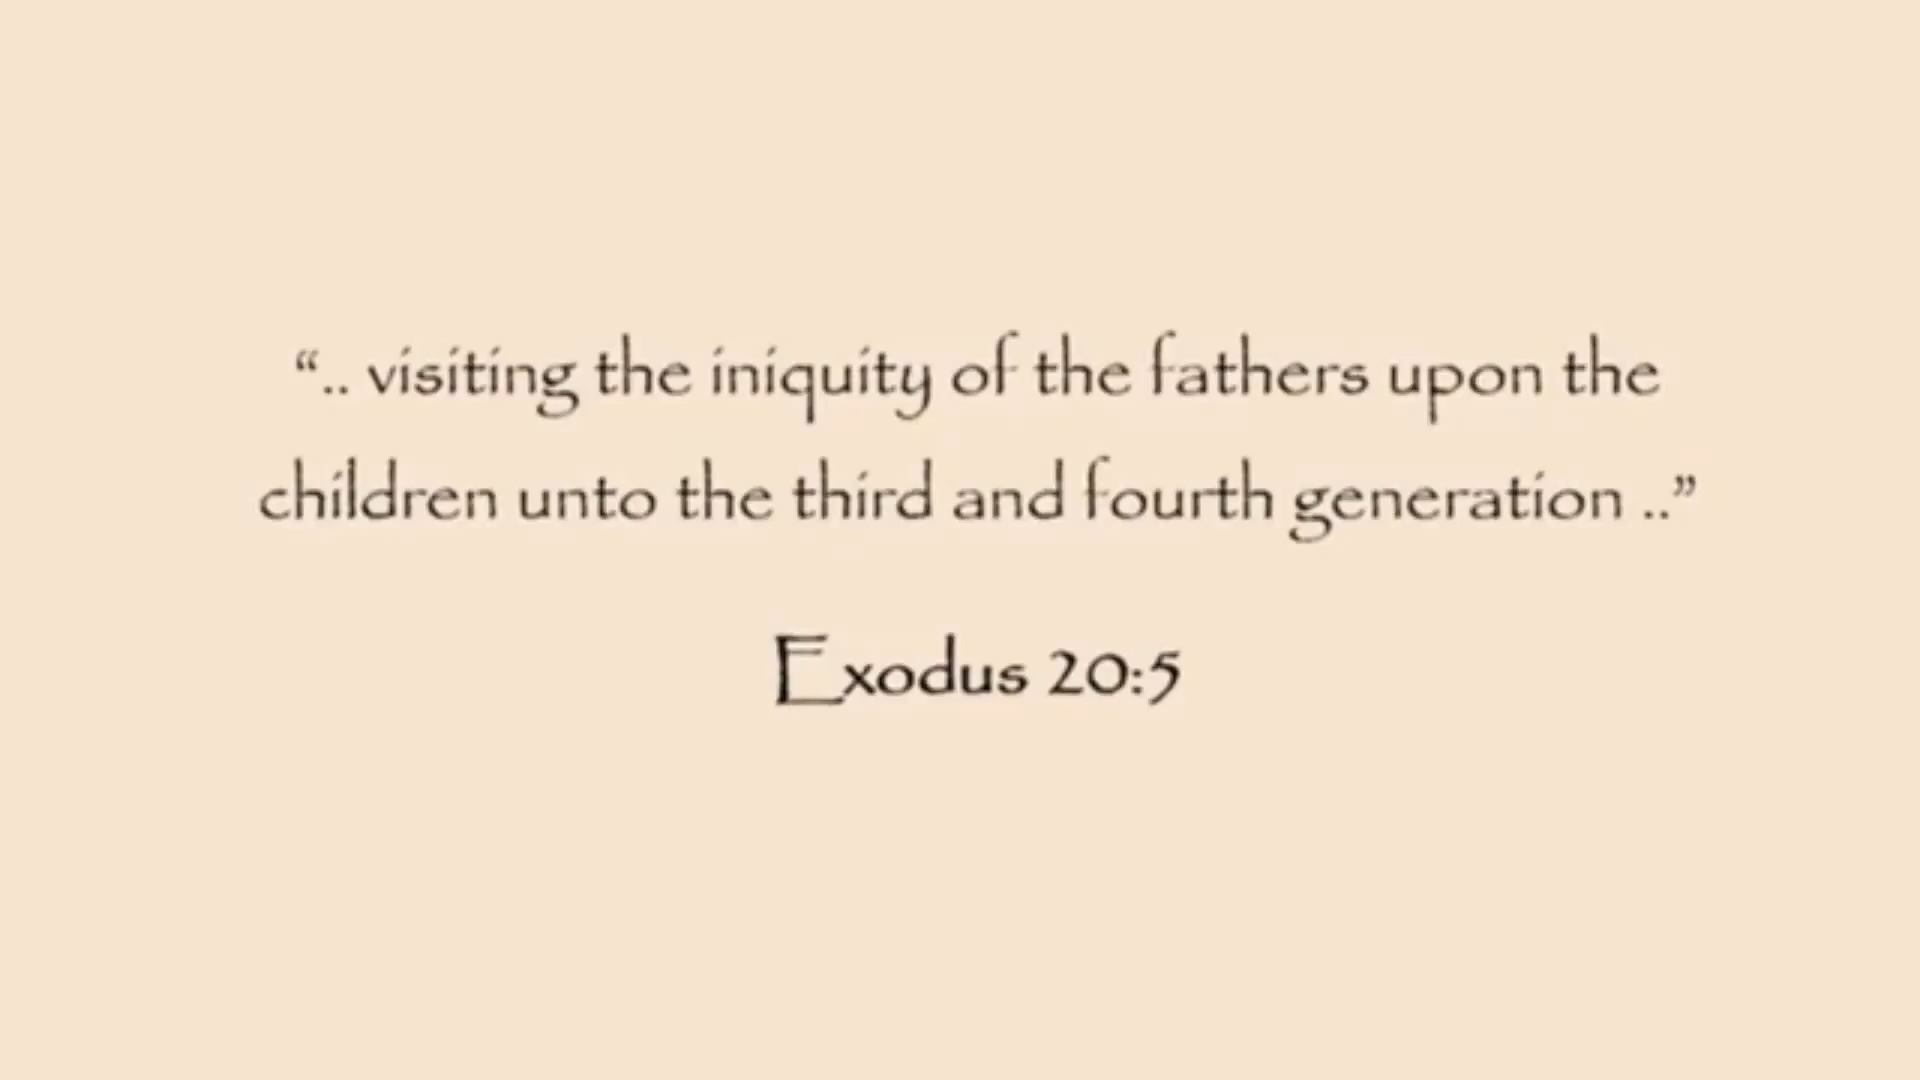 “.. visiting the iniquity of the fathers upon the
children unto the third and fourth generation ..”
Exodus 20:5